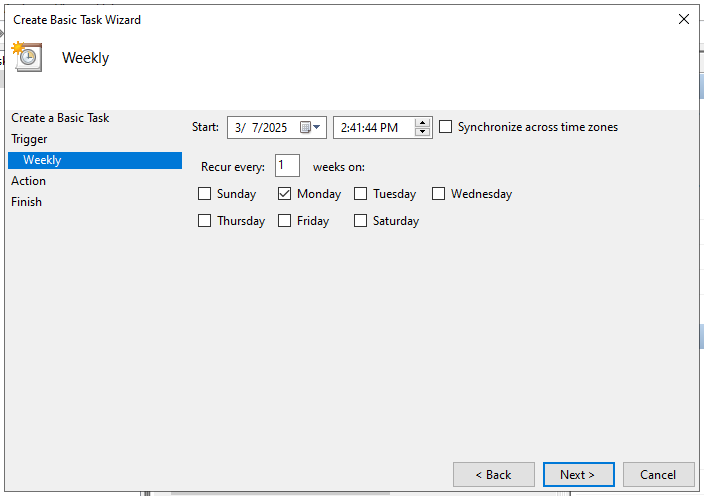 Create Basic Task Wizard
Weekly
Create a Basic Task
Trigger
Weekly
Action
Finish
Start: 3/ 7/2025 2:41:44 PM Synchronize across time zones
Recur every: 1 weeks on:
Sunday Monday Tuesday Wednesday
Thursday Friday Saturday
< Back Next > Cancel